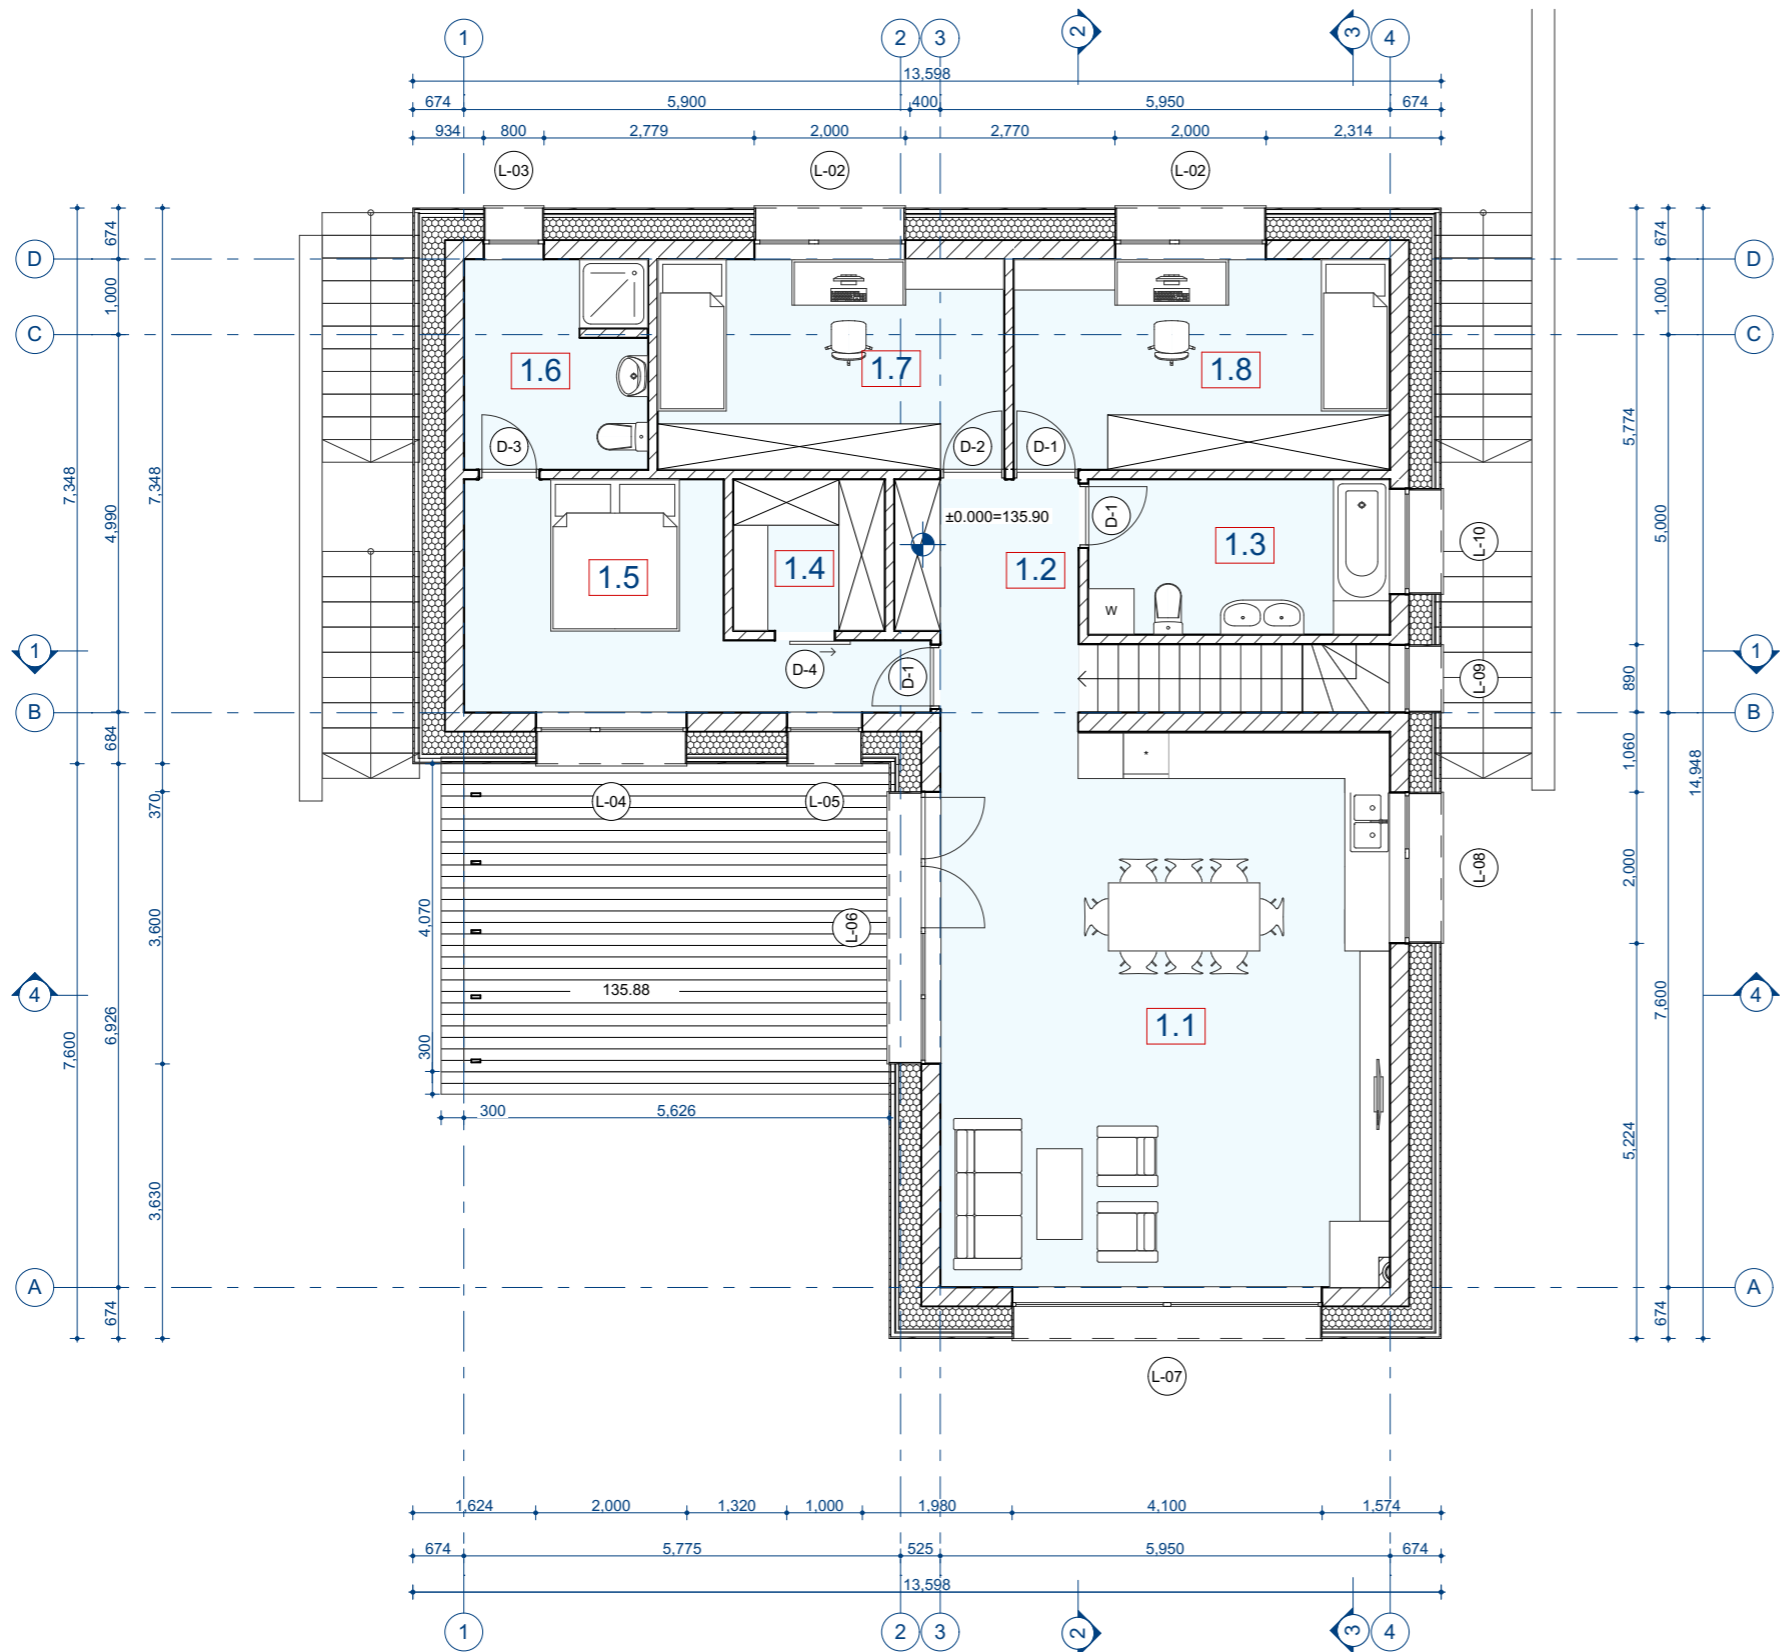 1 2 3 2 3 4
13,598
674 5,900 400 5,950 674
934 800 2,779 2,000 2,770 2,000 2,314
L-03 L-02 L-02
D D
C C
B B
A A
1 1
4 4
7,348 7,600
674 1,000 4,990 684 6,926 674
7,348 370 3,600 3,630
5,774 890 1,060 2,000 5,224
674 1,000 5,000 7,600 674
14,948
1.6 1.7 1.8
D-3 D-2 D-1
±0.000=135.90
D-1
1.5 1.4 1.2 1.3
W
L-10
D-4 D-1
L-09
*
L-04 L-05
L-08
4,070 300
L-06
135.88
1.1
300 5,626
L-07
1,624 2,000 1,320 1,000 1,980 4,100 1,574
674 5,775 525 5,950 674
13,598
1 2 3 2 3 4